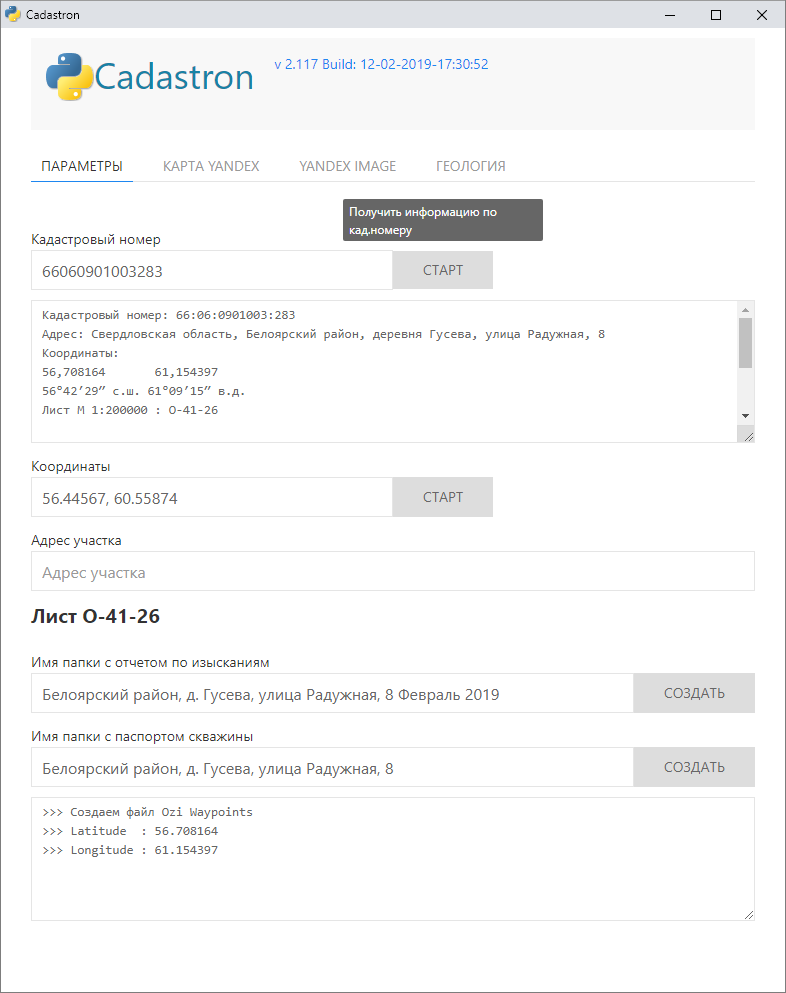 Cadastron
Cadastron
v 2.117 Build: 12-02-2019-17:30:52
ПАРАМЕТРЫ КАРТА YANDEX YANDEX IMAGE ГЕОЛОГИЯ
Получить информацию по
кад.номеру
Кадастровый номер
66060901003283 СТАРТ
Кадастровый номер: 66:06:0901003:283
Адрес: Свердловская область, Белоярский район, деревня Гусева, улица Радужная, 8
Координаты:
56,708164 61,154397
56°42’29” с.ш. 61°09’15” в.д.
Лист М 1:200000 : О-41-26
Координаты
56.44567, 60.55874 СТАРТ
Адрес участка
Адрес участка
Лист О-41-26
Имя папки с отчетом по изысканиям
Белоярский район, д. Гусева, улица Радужная, 8 Февраль 2019 СОЗДАТЬ
Имя папки с паспортом скважины
Белоярский район, д. Гусева, улица Радужная, 8 СОЗДАТЬ
>>> Создаем файл Ozi Waypoints
>>> Latitude : 56.708164
>>> Longitude : 61.154397